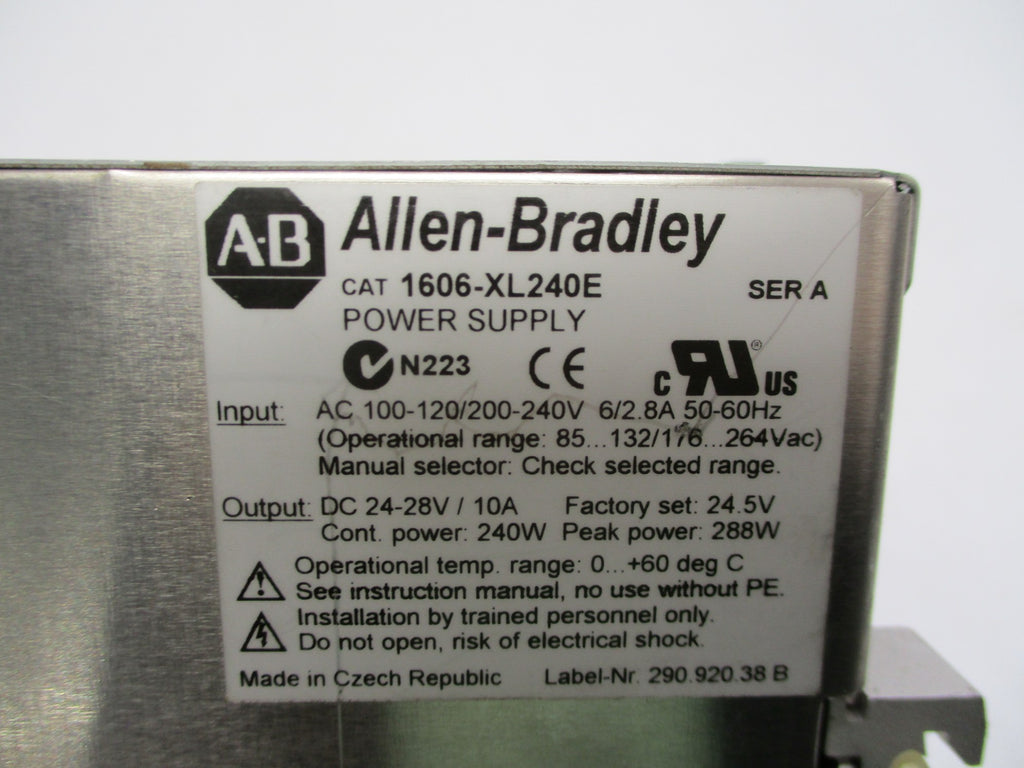 A-B Allen-Bradley
CAT 1606-XL240E SER A
POWER SUPPLY
N223 CE c RU ® US
Input: AC 100-120/200-240V 6/2.8A 50-60Hz
(Operational range: 85...132/176...264Vac)
Manual selector: Check selected range.
Output: DC 24-28V / 10A Factory set: 24.5V
Cont. power: 240W Peak power: 288W
Operational temp. range: 0...+60 deg C
See instruction manual, no use without PE.
Installation by trained personnel only.
Do not open, risk of electrical shock.
Made in Czech Republic Label-Nr. 290.920.38 B